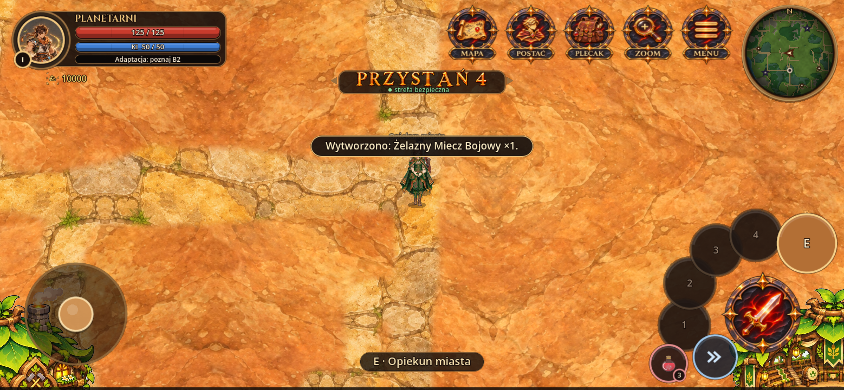 PLANETARNI
125 / 125
Ki 50 / 50
Adaptacja: poznaj B2
I
10000
MAPA
POSTAĆ
PLECAK
ZOOM
MENU
N
PRZYSTAŃ 4
strefa bezpieczna
Wytworzono: Żelazny Miecz Bojowy ×1.
4
E
3
2
1
3
E · Opiekun miasta